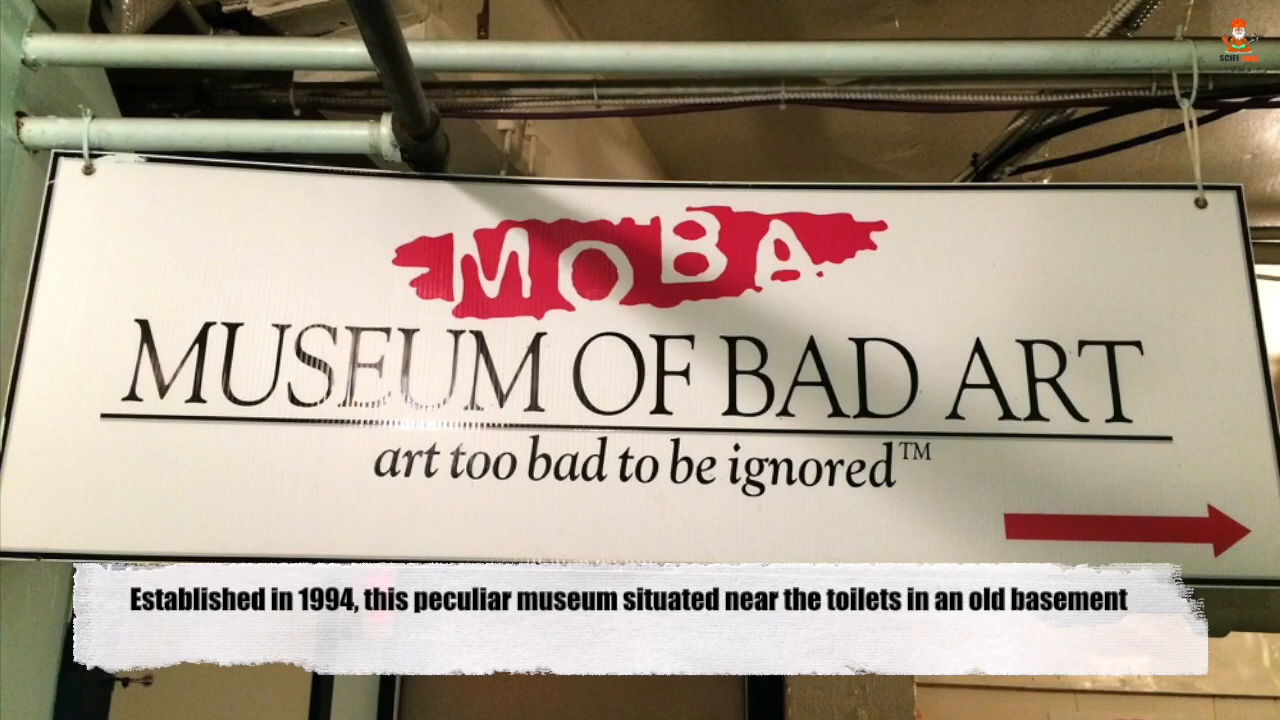 SCIFI
MOBA
MUSEUM OF BAD ART
art too bad to be ignored™
Established in 1994, this peculiar museum situated near the toilets in an old basement